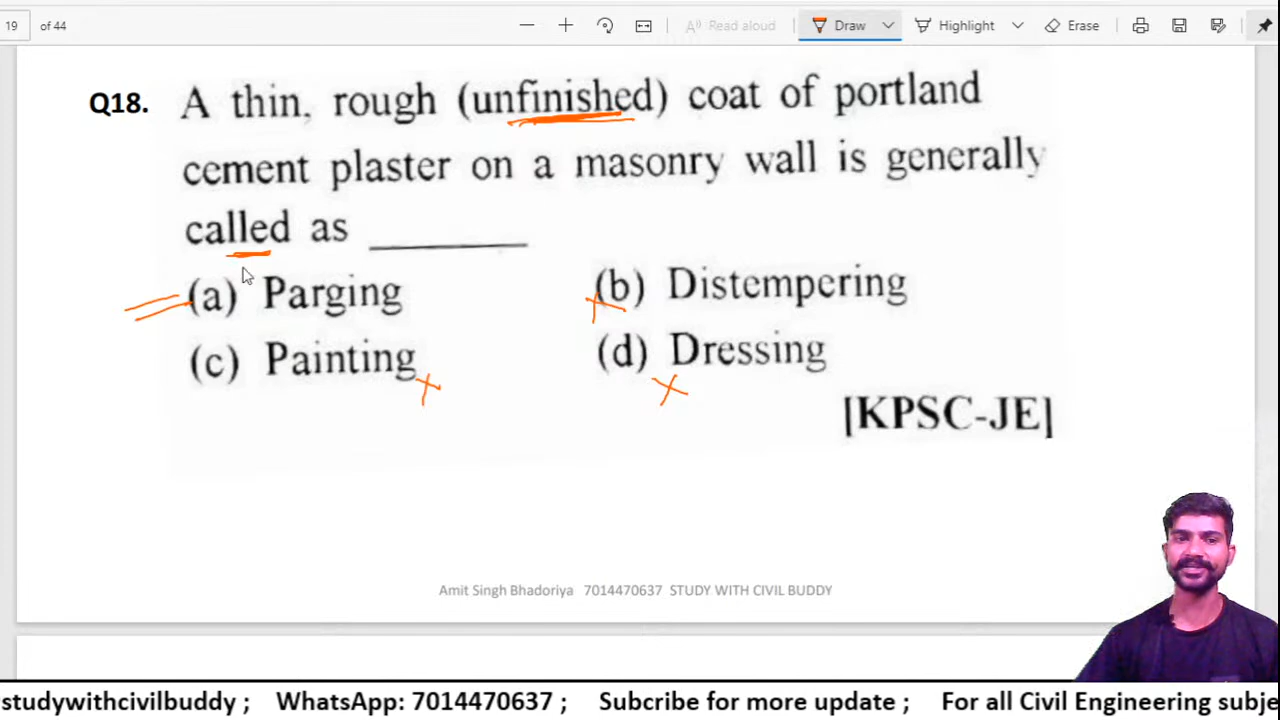 19 of 44 Read aloud Draw Highlight Erase
Q18. A thin, rough (unfinished) coat of portland
cement plaster on a masonry wall is generally
called as ________
(a) Parging (b) Distempering
(c) Painting (d) Dressing
[KPSC-JE]
Amit Singh Bhadoriya 7014470637 STUDY WITH CIVIL BUDDY
studywithcivilbuddy ; WhatsApp: 7014470637 ; Subcribe for more update ; For all Civil Engineering subje